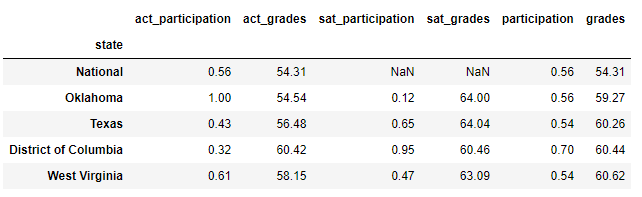 act_participation act_grades sat_participation sat_grades participation grades
state
National 0.56 54.31 NaN NaN 0.56 54.31
Oklahoma 1.00 54.54 0.12 64.00 0.56 59.27
Texas 0.43 56.48 0.65 64.04 0.54 60.26
District of Columbia 0.32 60.42 0.95 60.46 0.70 60.44
West Virginia 0.61 58.15 0.47 63.09 0.54 60.62